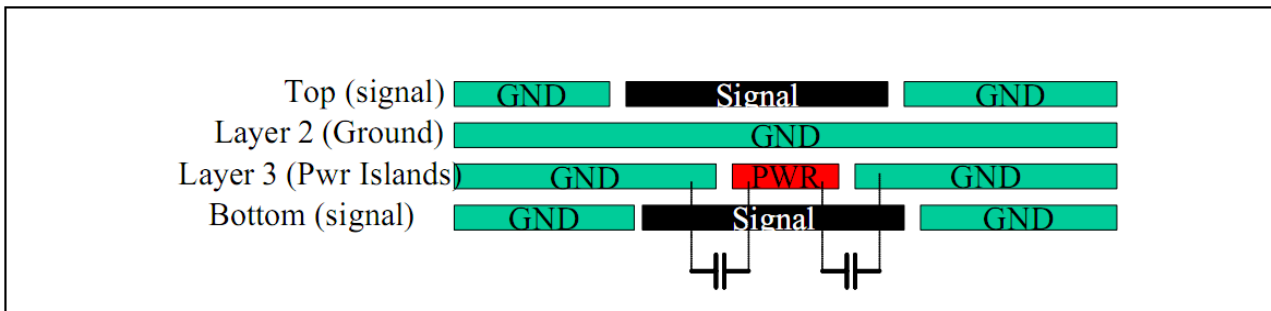 Top (signal) GND Signal GND
Layer 2 (Ground) GND
Layer 3 (Pwr Islands) GND PWR GND
Bottom (signal) GND Signal GND